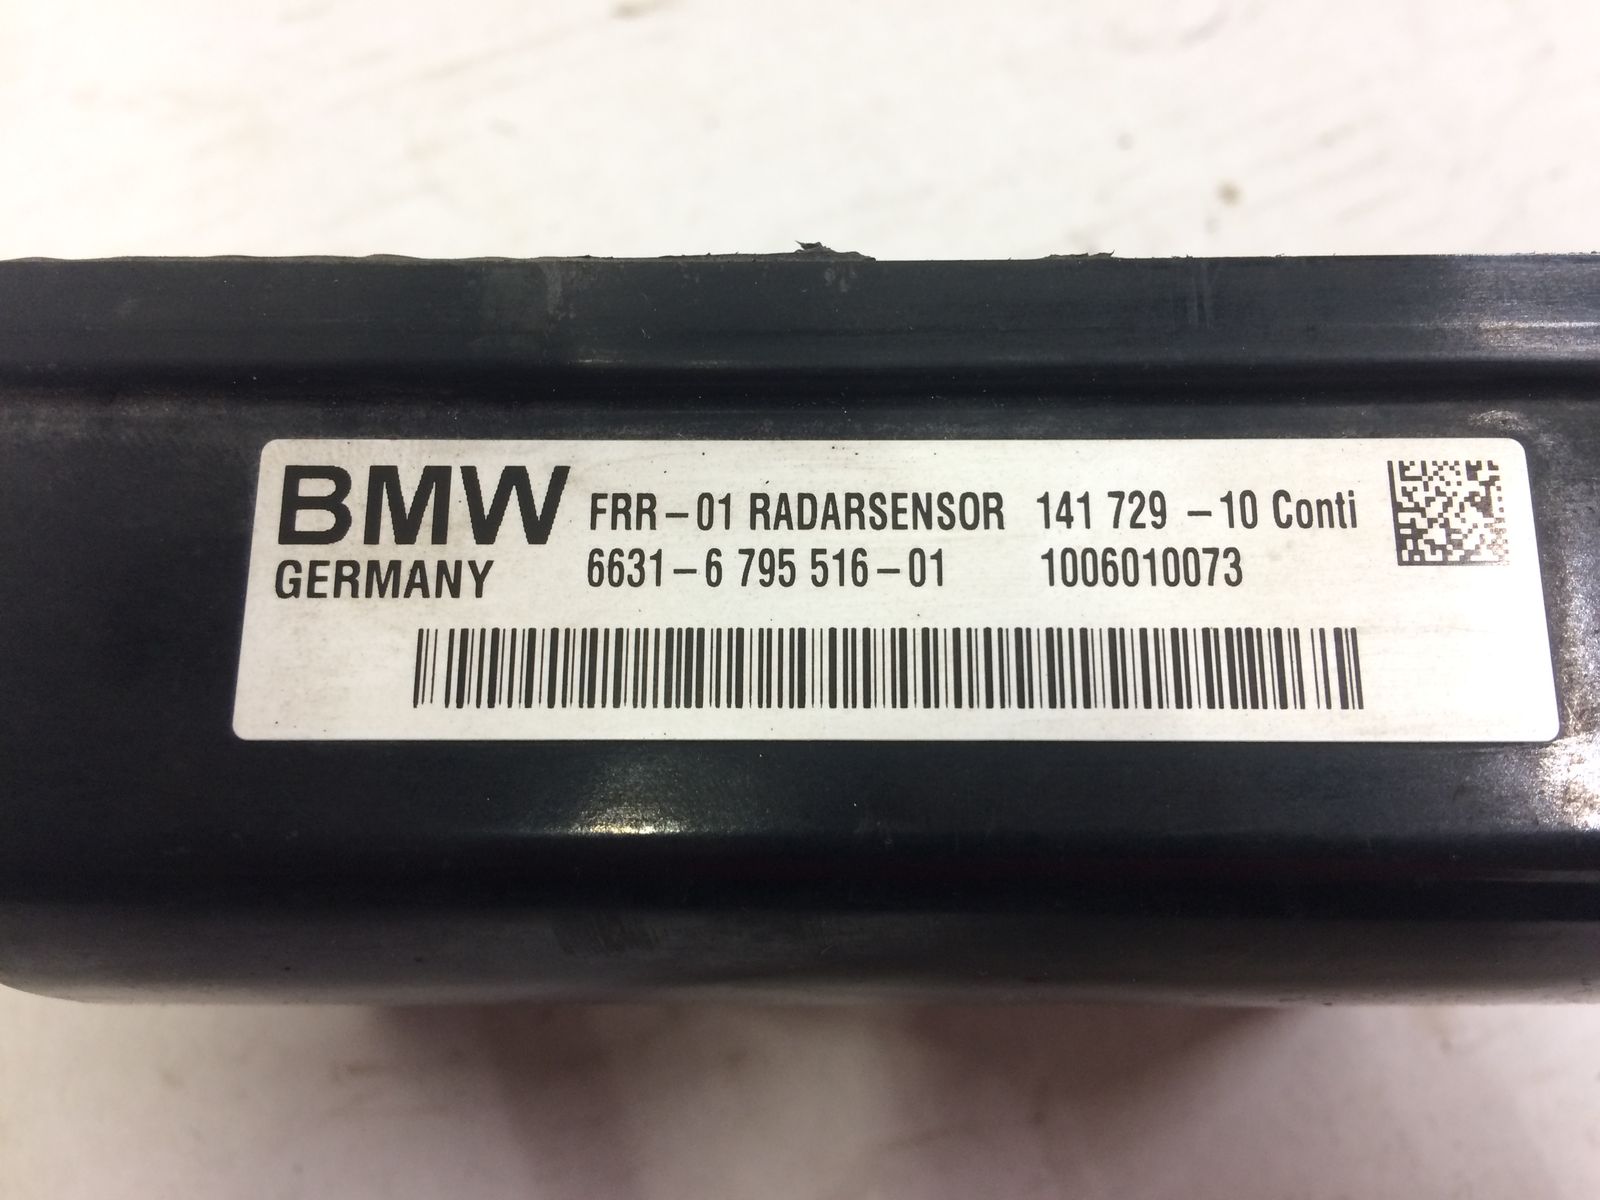 BMW FRR-01 RADARSENSOR 141 729 -10 Conti
GERMANY 6631-6 795 516-01 1006010073